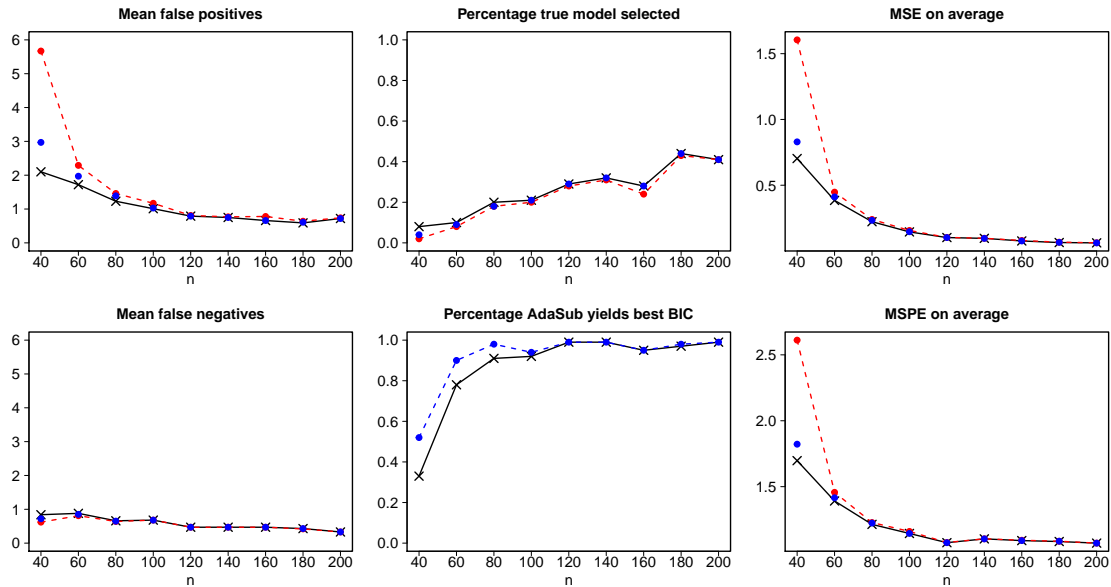 Mean false positives
6
5
4
3
2
1
0
40 60 80 100 120 140 160 180 200
n
Percentage true model selected
1.0
0.8
0.6
0.4
0.2
0.0
40 60 80 100 120 140 160 180 200
n
MSE on average
1.5
1.0
0.5
40 60 80 100 120 140 160 180 200
n
Mean false negatives
6
5
4
3
2
1
0
40 60 80 100 120 140 160 180 200
n
Percentage AdaSub yields best BIC
1.0
0.8
0.6
0.4
0.2
0.0
40 60 80 100 120 140 160 180 200
n
MSPE on average
2.5
2.0
1.5
40 60 80 100 120 140 160 180 200
n